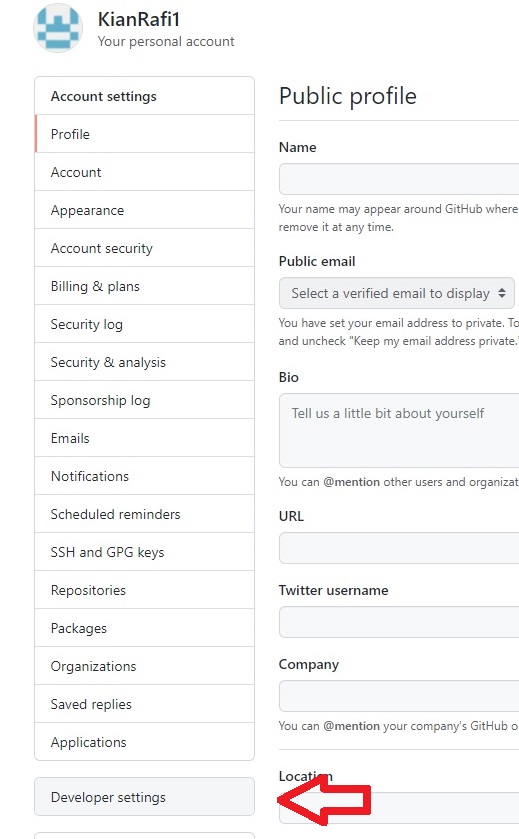 KianRafi1
Your personal account
Account settings
Profile
Account
Appearance
Account security
Billing & plans
Security log
Security & analysis
Sponsorship log
Emails
Notifications
Scheduled reminders
SSH and GPG keys
Repositories
Packages
Organizations
Saved replies
Applications
Developer settings
Public profile
Name
Your name may appear around GitHub where
remove it at any time.
Public email
Select a verified email to display
You have set your email address to private. To
and uncheck "Keep my email address private."
Bio
Tell us a little bit about yourself
You can @mention other users and organizat
URL
Twitter username
Company
You can @mention your company's GitHub o
Location